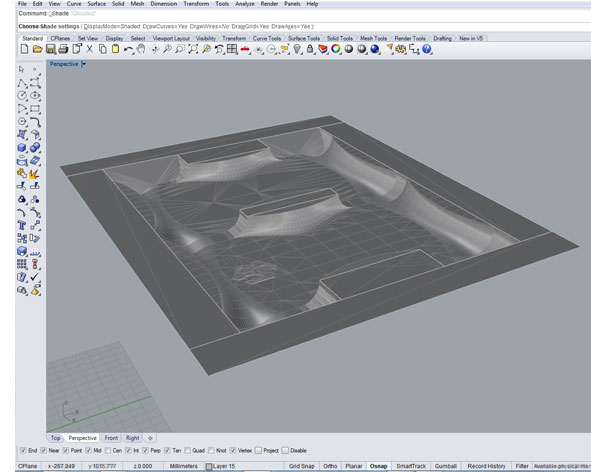 File Edit View Curve Surface Solid Mesh Dimension Transform Tools Analyze Render Panels Help
Command: _Shade
Choose Shade settings ( DisplayMode=Shaded DrawCurves=Yes DrawWires=No DrawGrid=Yes DrawAxes=Yes ):
Standard CPlanes Set View Display Select Viewport Layout Visibility Transform Curve Tools Surface Tools Solid Tools Mesh Tools Render Tools Drafting New in V5
Perspective
Top Perspective Front Right
End Near Point Mid Cen Int Perp Tan Quad Knot Vertex Project Disable
CPlane x -287.849 y 1015.777 z 0.000 Millimeters Layer 15 Grid Snap Ortho Planar Osnap SmartTrack Gumball Record History Filter Available physical